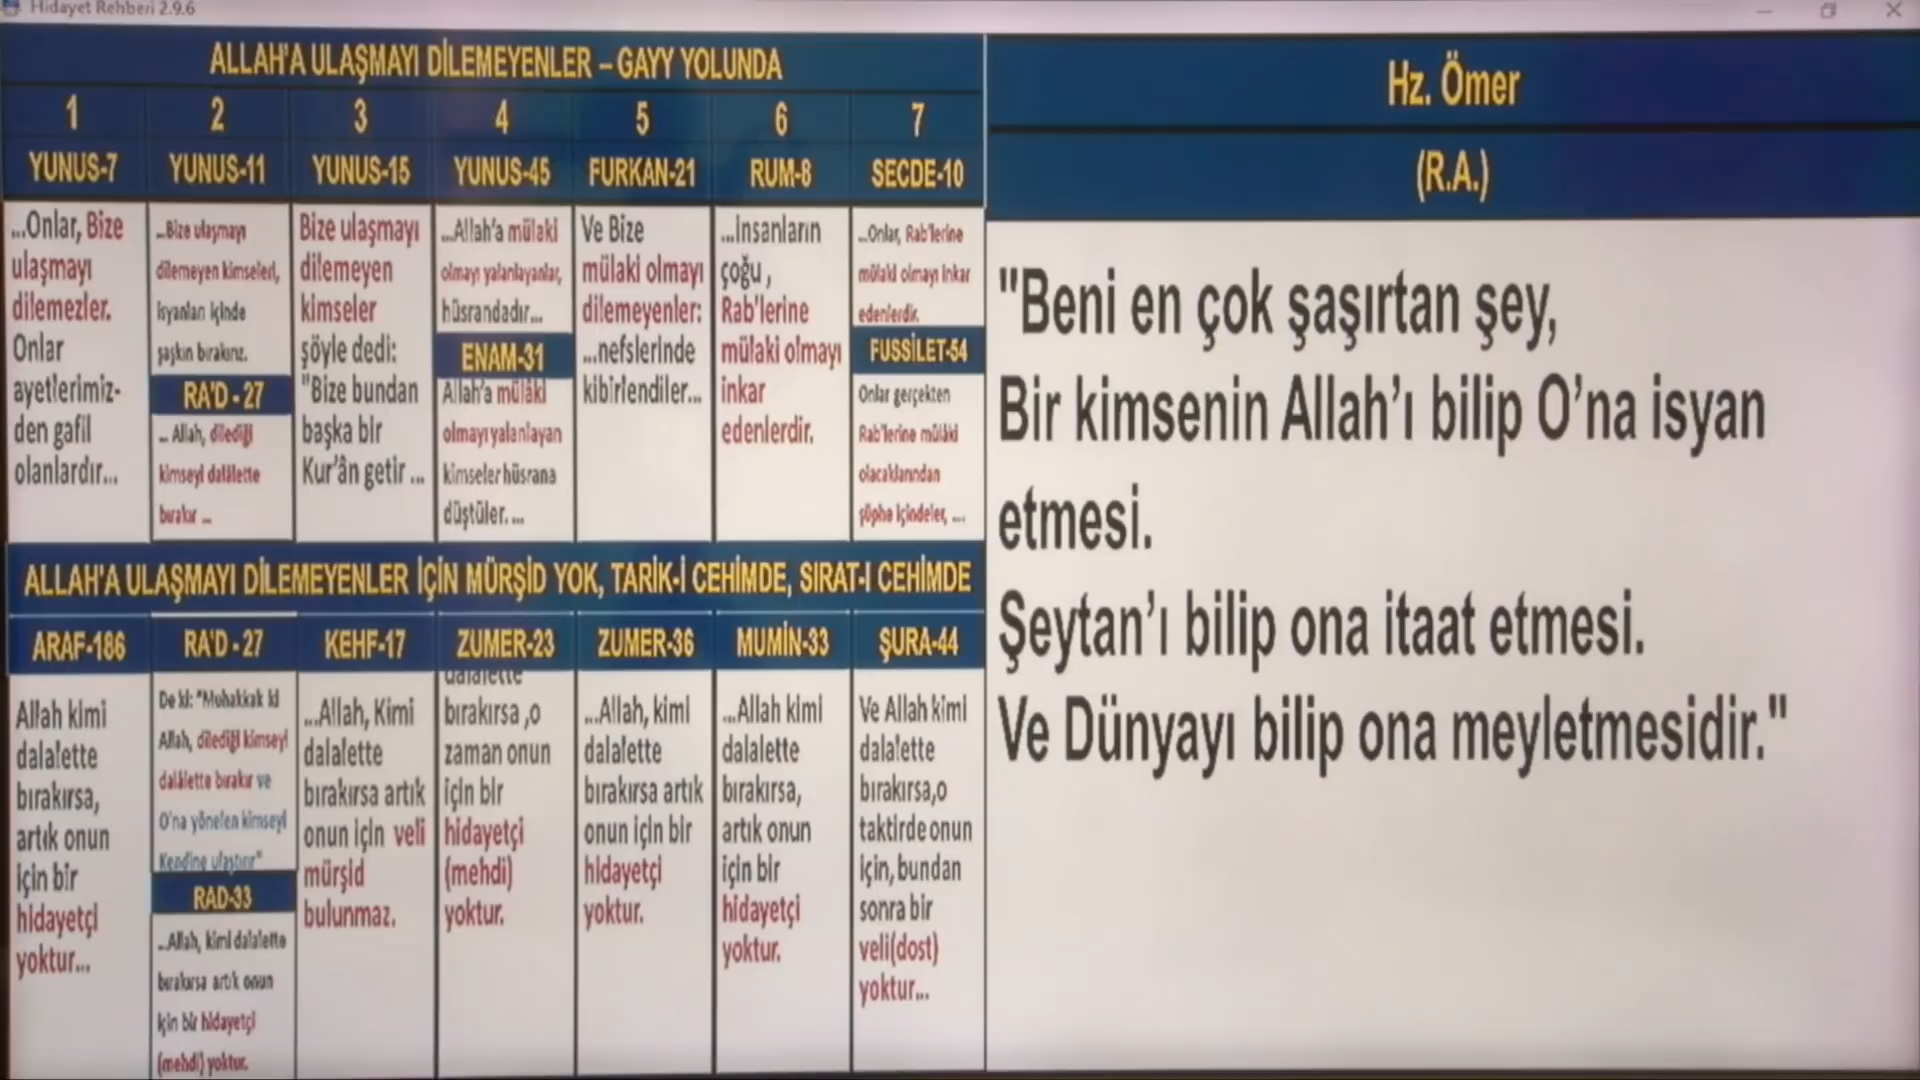 Hidayet Rehberi 2.9.6
ALLAH'A ULAŞMAYI DİLEMEYENLER – GAYY YOLUNDA
1
YUNUS-7
...Onlar, Bize
ulaşmayı
dilemezler.
Onlar
ayetlerimiz-
den gafil
olanlardır...
2
YUNUS-11
...Bize ulaşmayı
dilemeyen kimseleri,
isyanları içinde
şaşkın bırakırız.
RA'D - 27
... Allah, dilediği
kimseyi dalâlette
bırakır ...
3
YUNUS-15
Bize ulaşmayı
dilemeyen
kimseler
şöyle dedi:
"Bize bundan
başka bir
Kur'ân getir ...
4
YUNUS-45
...Allah'a mülaki
olmayı yalanlayanlar,
hüsrandadır...
ENAM-31
Allah'a mülâki
olmayı yalanlayan
kimseler hüsrana
düştüler. ...
5
FURKAN-21
Ve Bize
mülaki olmayı
dilemeyenler:
...nefslerinde
kibirlendiler...
6
RUM-8
...İnsanların
çoğu ,
Rab'lerine
mülaki olmayı
inkar
edenlerdir.
7
SECDE-10
...Onlar, Rab'lerine
mülaki olmayı inkar
edenlerdir.
FUSSİLET-54
Onlar gerçekten
Rab'lerine mülâki
olacaklarından
şüphe içindeler, ...
ALLAH'A ULAŞMAYI DİLEMEYENLER İÇİN MÜRŞİD YOK, TARİK-İ CEHİMDE, SIRAT-I CEHİMDE
ARAF-186
Allah kimi
dalalette
bırakırsa,
artık onun
için bir
hidayetçi
yoktur...
RA'D - 27
De ki: "Muhakkak ki
Allah, dilediği kimseyi
dalâlette bırakır ve
O'na yönelen kimseyi
Kendine ulaştırır"
RAD-33
...Allah, kimi dalalette
bırakırsa artık onun
için bir hidayetçi
(mehdi) yoktur.
KEHF-17
...Allah, Kimi
dalalette
bırakırsa artık
onun için veli
mürşid
bulunmaz.
ZUMER-23
dalalette
bırakırsa ,o
zaman onun
için bir
hidayetçi
(mehdi)
yoktur.
ZUMER-36
...Allah, kimi
dalalette
bırakırsa artık
onun için bir
hidayetçi
yoktur.
MUMİN-33
...Allah kimi
dalalette
bırakırsa,
artık onun
için bir
hidayetçi
yoktur.
ŞURA-44
Ve Allah kimi
dalalette
bırakırsa,o
taktirde onun
için, bundan
sonra bir
veli(dost)
yoktur...
Hz. Ömer
(R.A.)
"Beni en çok şaşırtan şey,
Bir kimsenin Allah'ı bilip O'na isyan
etmesi.
Şeytan'ı bilip ona itaat etmesi.
Ve Dünyayı bilip ona meyletmesidir."